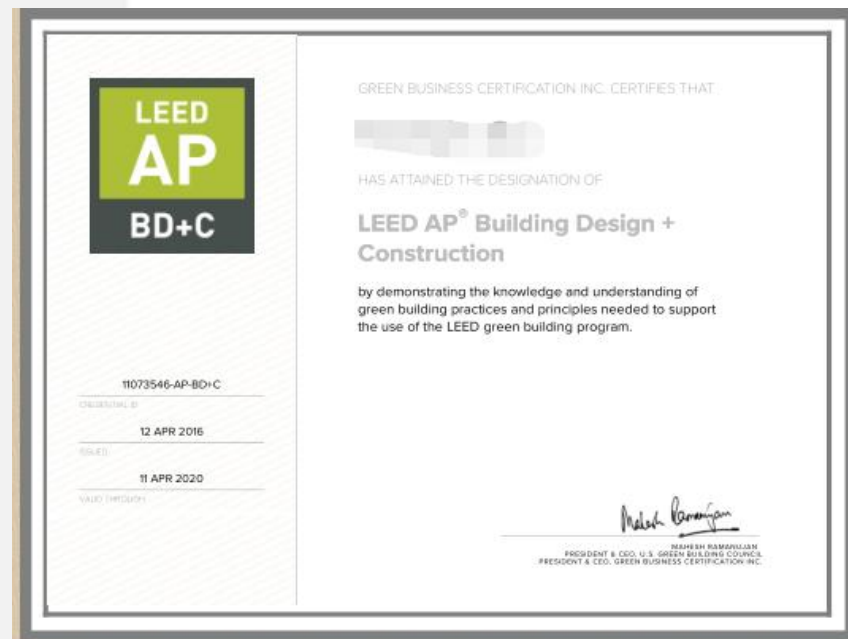 LEED
AP
BD+C
11073546-AP-BD+C
CREDENTIAL ID
12 APR 2016
ISSUED
11 APR 2020
VALID THROUGH
GREEN BUSINESS CERTIFICATION INC. CERTIFIES THAT
HAS ATTAINED THE DESIGNATION OF
LEED AP® Building Design +
Construction
by demonstrating the knowledge and understanding of
green building practices and principles needed to support
the use of the LEED green building program.
Mahesh Ramanujam
MAHESH RAMANUJAM
PRESIDENT & CEO, U.S. GREEN BUILDING COUNCIL
PRESIDENT & CEO, GREEN BUSINESS CERTIFICATION INC.